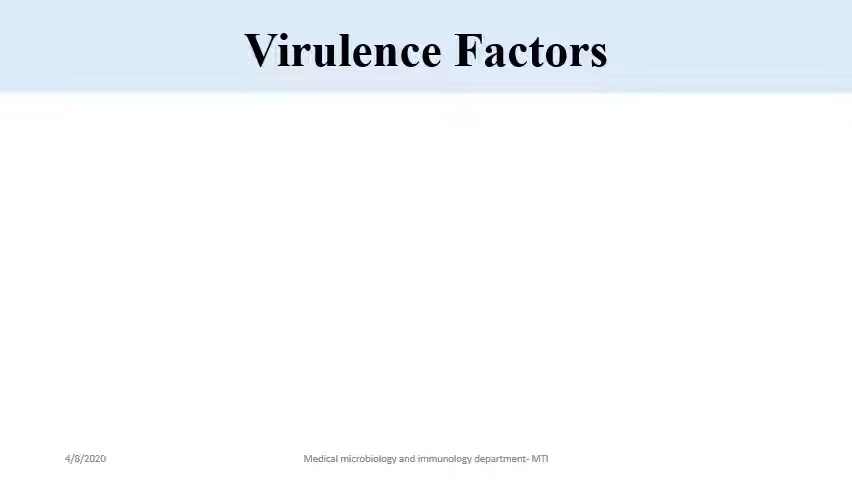 Virulence Factors
4/8/2020
Medical microbiology and immunology department- MTI